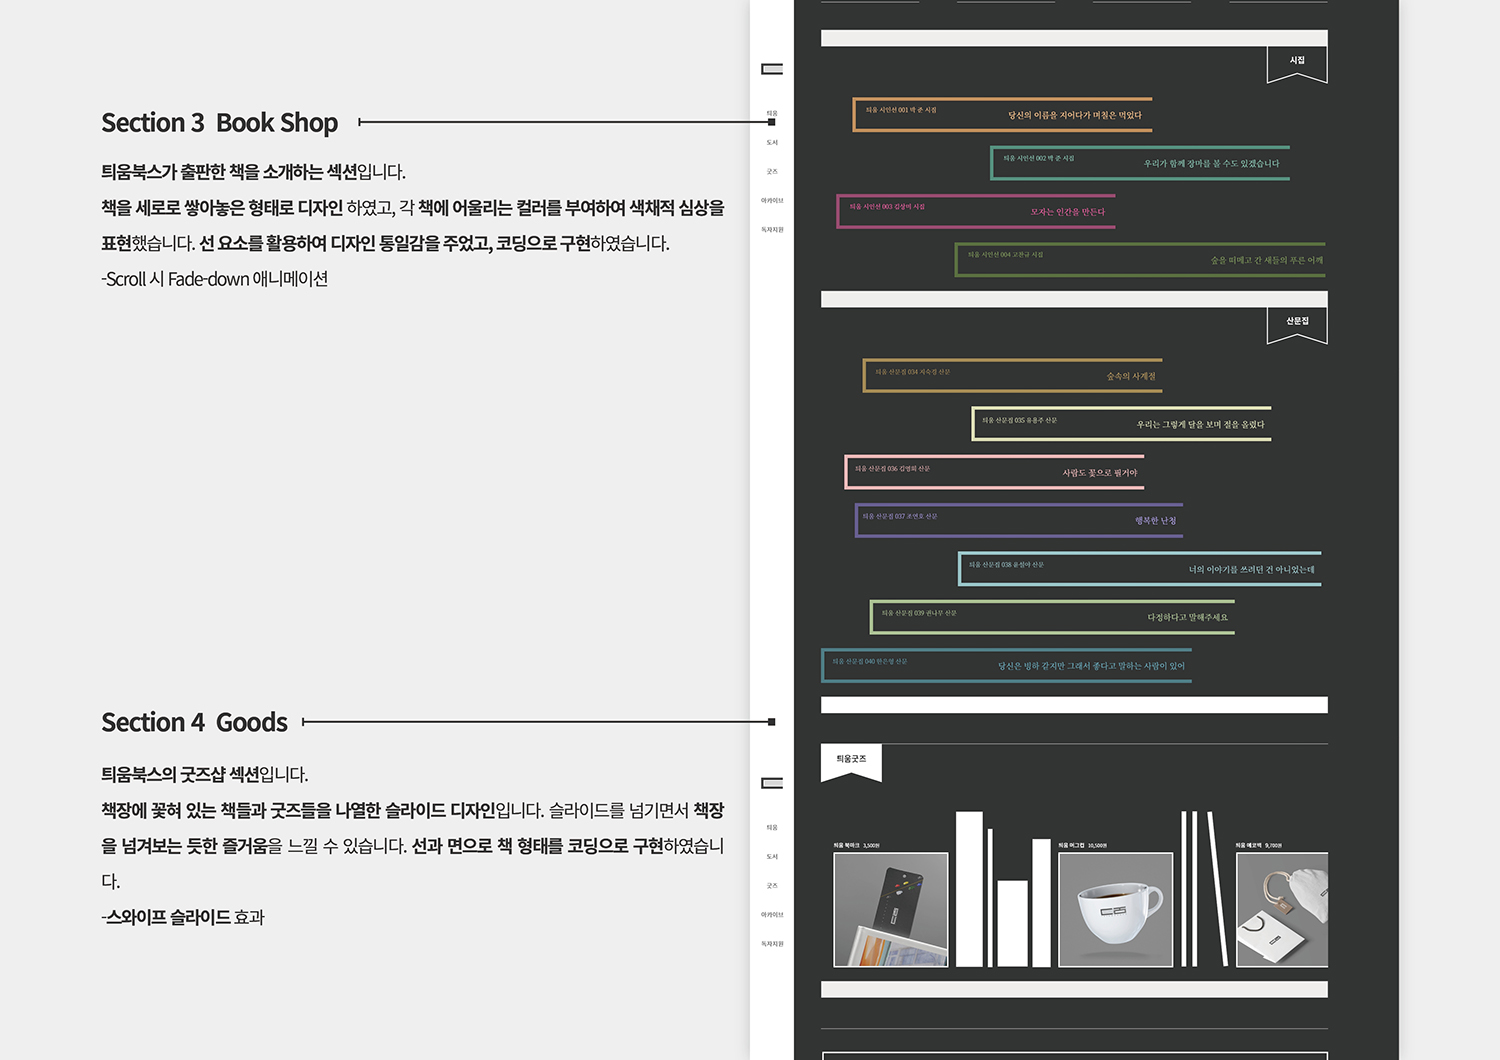 Section 3 Book Shop
틔움북스가 출판한 책을 소개하는 섹션입니다.
책을 세로로 쌓아놓은 형태로 디자인 하였고, 각 책에 어울리는 컬러를 부여하여 색채적 심상을
표현했습니다. 선 요소를 활용하여 디자인 통일감을 주었고, 코딩으로 구현하였습니다.
-Scroll 시 Fade-down 애니메이션
Section 4 Goods
틔움북스의 굿즈샵 섹션입니다.
책장에 꽃혀 있는 책들과 굿즈들을 나열한 슬라이드 디자인입니다. 슬라이드를 넘기면서 책장
을 넘겨보는 듯한 즐거움을 느낄 수 있습니다. 선과 면으로 책 형태를 코딩으로 구현하였습니
다.
-스와이프 슬라이드 효과
틔움
도서
굿즈
아카이브
독자지원
틔움
도서
굿즈
아카이브
독자지원
시집
틔움 시인선 001 박 준 시집
당신의 이름을 지어다가 며칠은 먹었다
틔움 시인선 002 박 준 시집
우리가 함께 장마를 볼 수도 있겠습니다
틔움 시인선 003 김상미 시집
모자는 인간을 만든다
틔움 시인선 004 고찬규 시집
숲을 떠메고 간 새들의 푸른 어깨
산문집
틔움 산문집 034 지숙경 산문
숲속의 사계절
틔움 산문집 035 유용주 산문
우리는 그렇게 달을 보며 절을 올렸다
틔움 산문집 036 김영희 산문
사람도 꽃으로 필거야
틔움 산문집 037 조연호 산문
행복한 난청
틔움 산문집 038
너의 이야기를 쓰려던 건 아니었는데
틔움 산문집 039 권나무 산문
다정하다고 말해주세요
틔움 산문집 040 한은형 산문
당신은 빙하 같지만 그래서 좋다고 말하는 사람이 있어
틔움굿즈
틔움 북마크 3,500원
틔움 머그컵 10,500원
틔움 에코백 9,700원